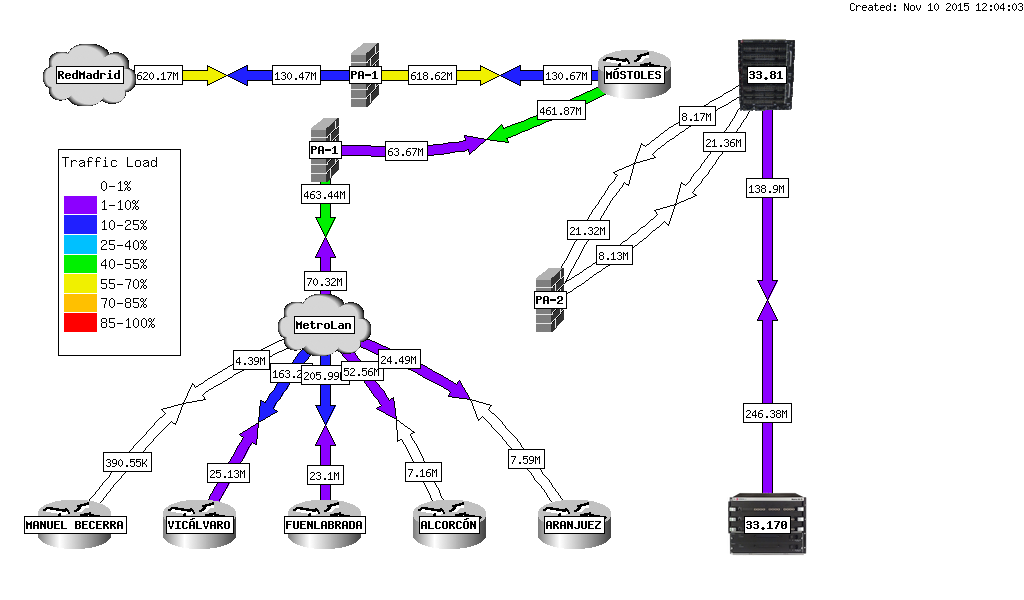 Created: Nov 10 2015 12:04:03
RedMadrid
620.17M
130.47M
PA-1
618.62M
130.67M
MÓSTOLES
33.81
461.87M
8.17M
21.36M
PA-1
63.67M
Traffic Load
0-1%
1-10%
10-25%
25-40%
40-55%
55-70%
70-85%
85-100%
463.44M
138.9M
21.32M
8.13M
70.32M
PA-2
MetroLan
4.39M
163.2
205.99
52.56M
24.49M
246.38M
390.55K
25.13M
23.1M
7.16M
7.59M
MANUEL BECERRA
VICÁLVARO
FUENLABRADA
ALCORCÓN
ARANJUEZ
33.170